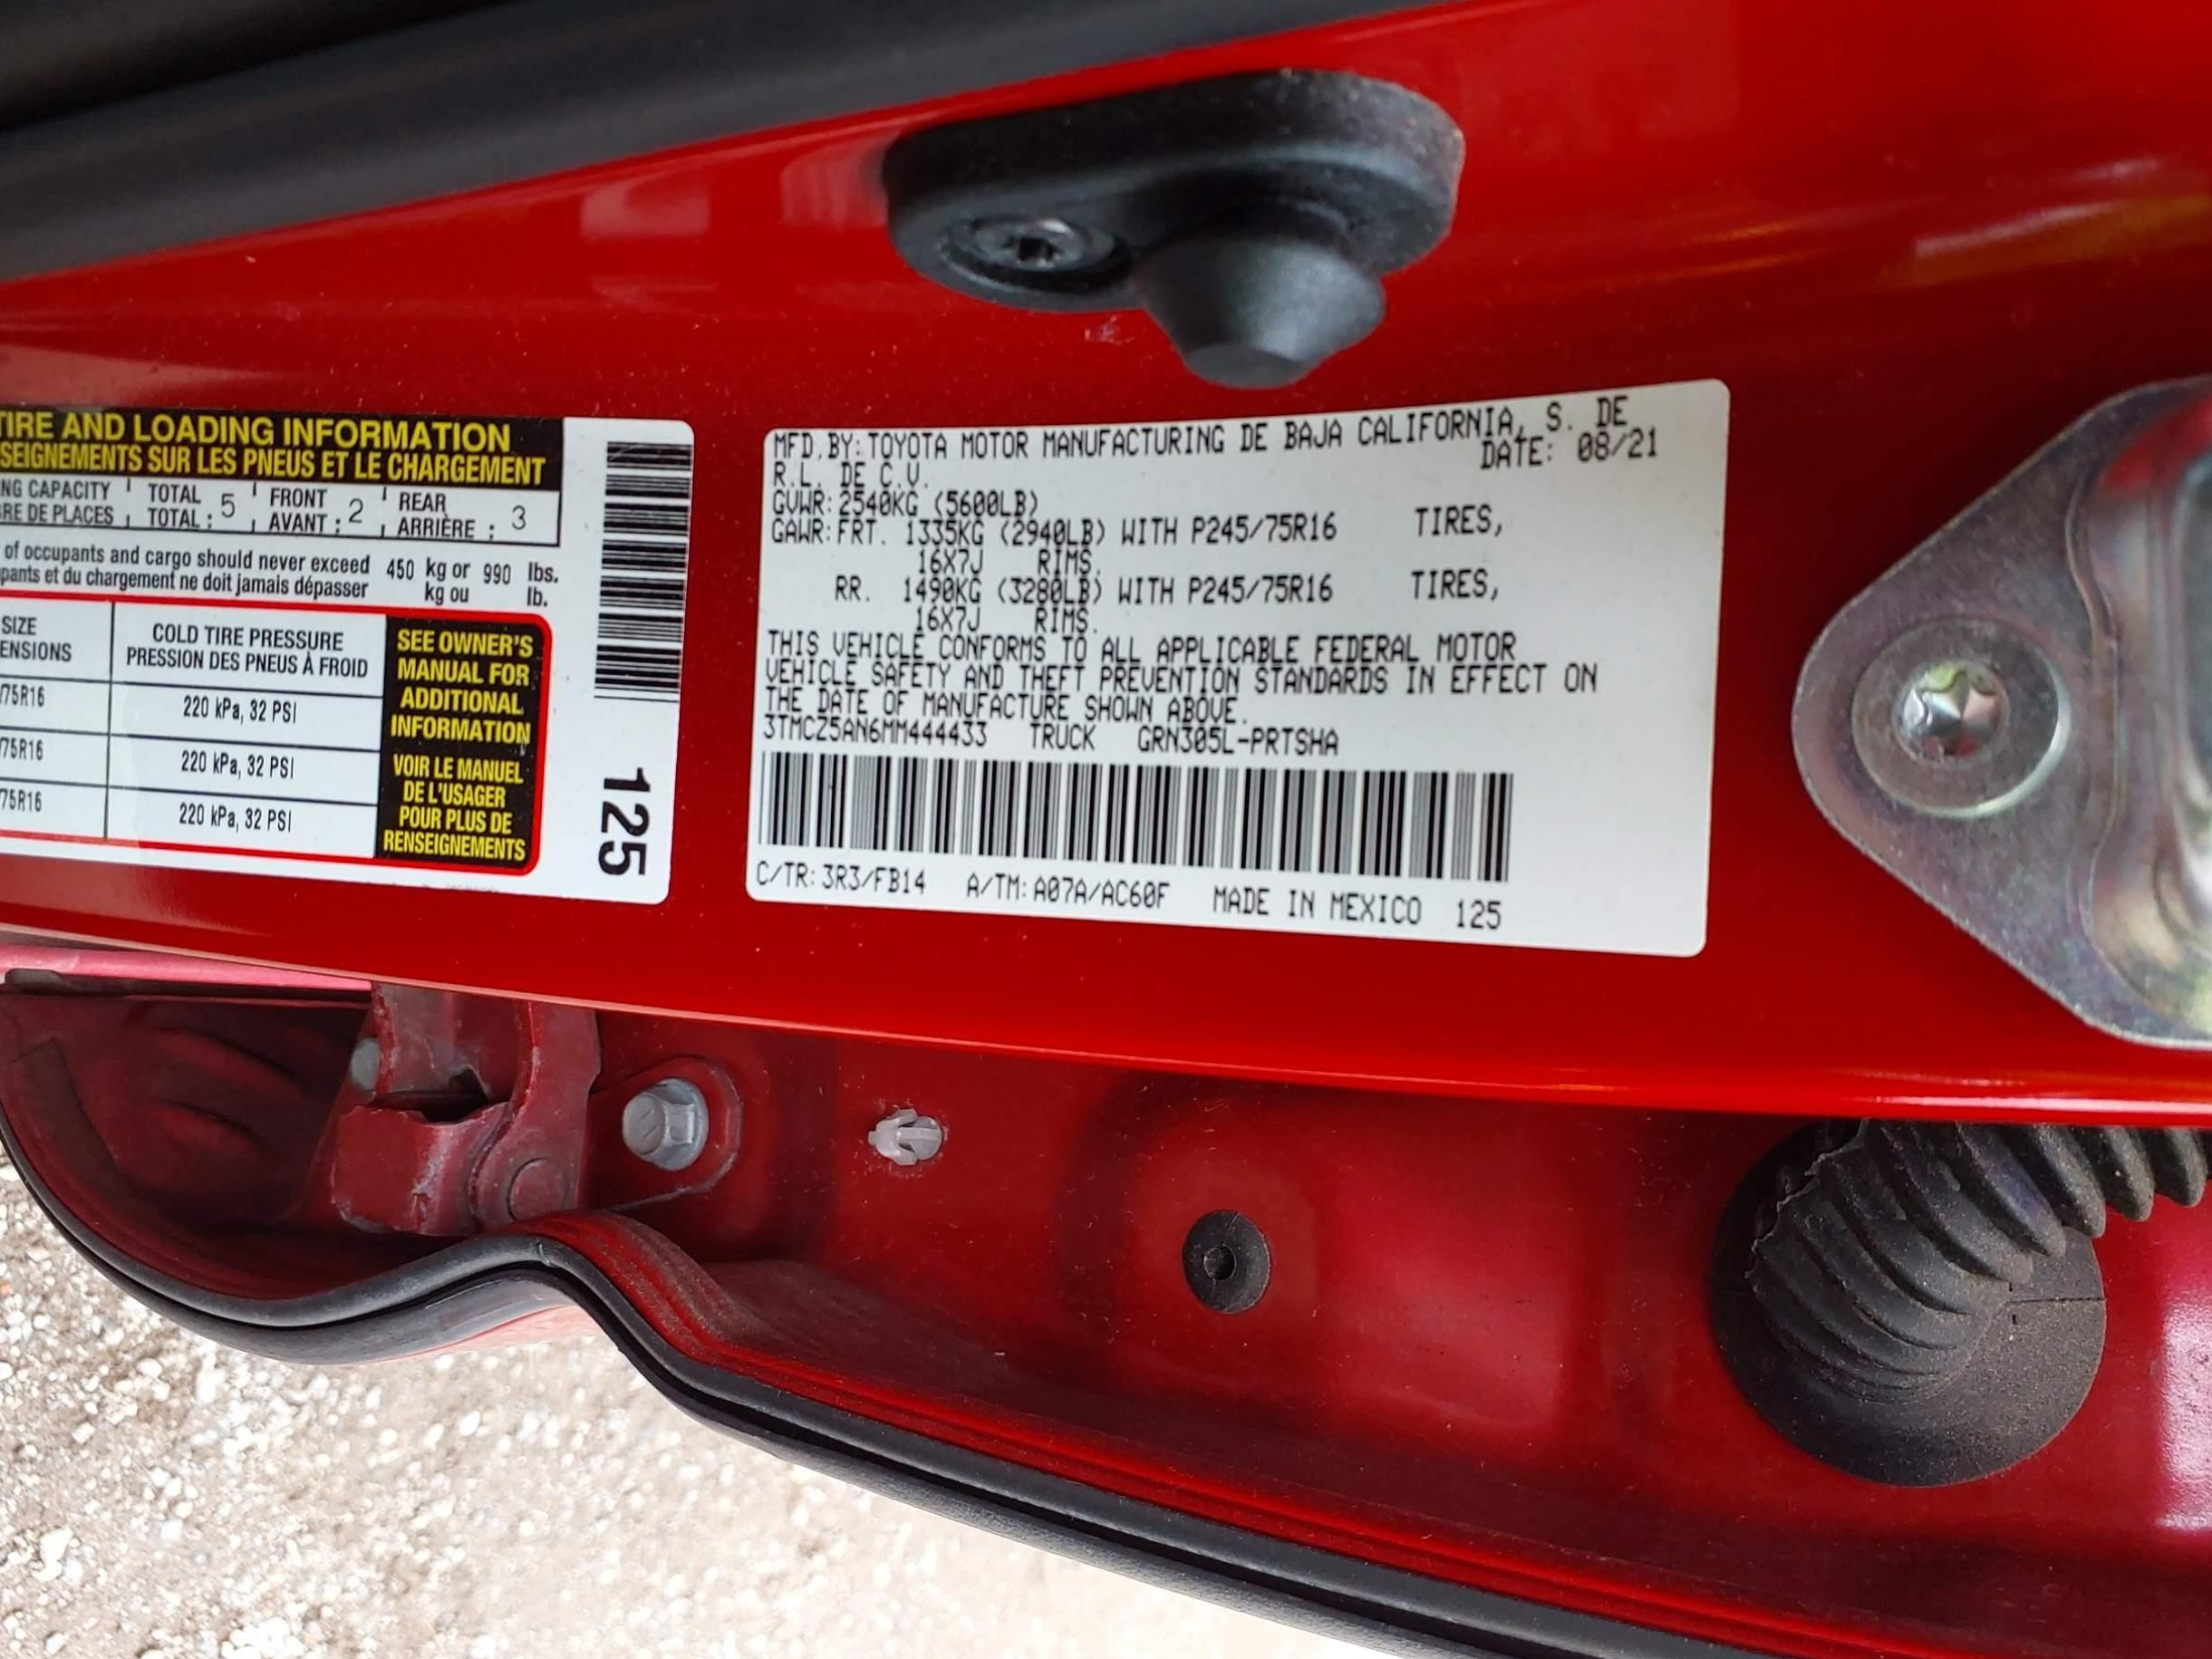 TIRE AND LOADING INFORMATION
SEIGNEMENTS SUR LES PNEUS ET LE CHARGEMENT
NG CAPACITY TOTAL 5 FRONT 2 REAR 3
RE DE PLACES TOTAL : AVANT : ARRIÈRE :
of occupants and cargo should never exceed 450 kg or 990 lbs.
pants et du chargement ne doit jamais dépasser kg ou lb.
SIZE
ENSIONS
COLD TIRE PRESSURE
PRESSION DES PNEUS À FROID
/75R16 220 kPa, 32 PSI
/75R16 220 kPa, 32 PSI
75R16 220 kPa, 32 PSI
SEE OWNER'S
MANUAL FOR
ADDITIONAL
INFORMATION
VOIR LE MANUEL
DE L'USAGER
POUR PLUS DE
RENSEIGNEMENTS
125
MFD. BY: TOYOTA MOTOR MANUFACTURING DE BAJA CALIFORNIA, S. DE
R.L. DE C.V. DATE: 08/21
GVWR: 2540KG (5600LB)
GAWR: FRT. 1335KG (2940LB) WITH P245/75R16 TIRES,
16X7J RIMS.
RR. 1490KG (3280LB) WITH P245/75R16 TIRES,
16X7J RIMS.
THIS VEHICLE CONFORMS TO ALL APPLICABLE FEDERAL MOTOR
VEHICLE SAFETY AND THEFT PREVENTION STANDARDS IN EFFECT ON
THE DATE OF MANUFACTURE SHOWN ABOVE.
3TMCZ5AN6MM444433 TRUCK GRN305L-PRTSHA
C/TR: 3R3/FB14 A/TM: A07A/AC60F MADE IN MEXICO 125